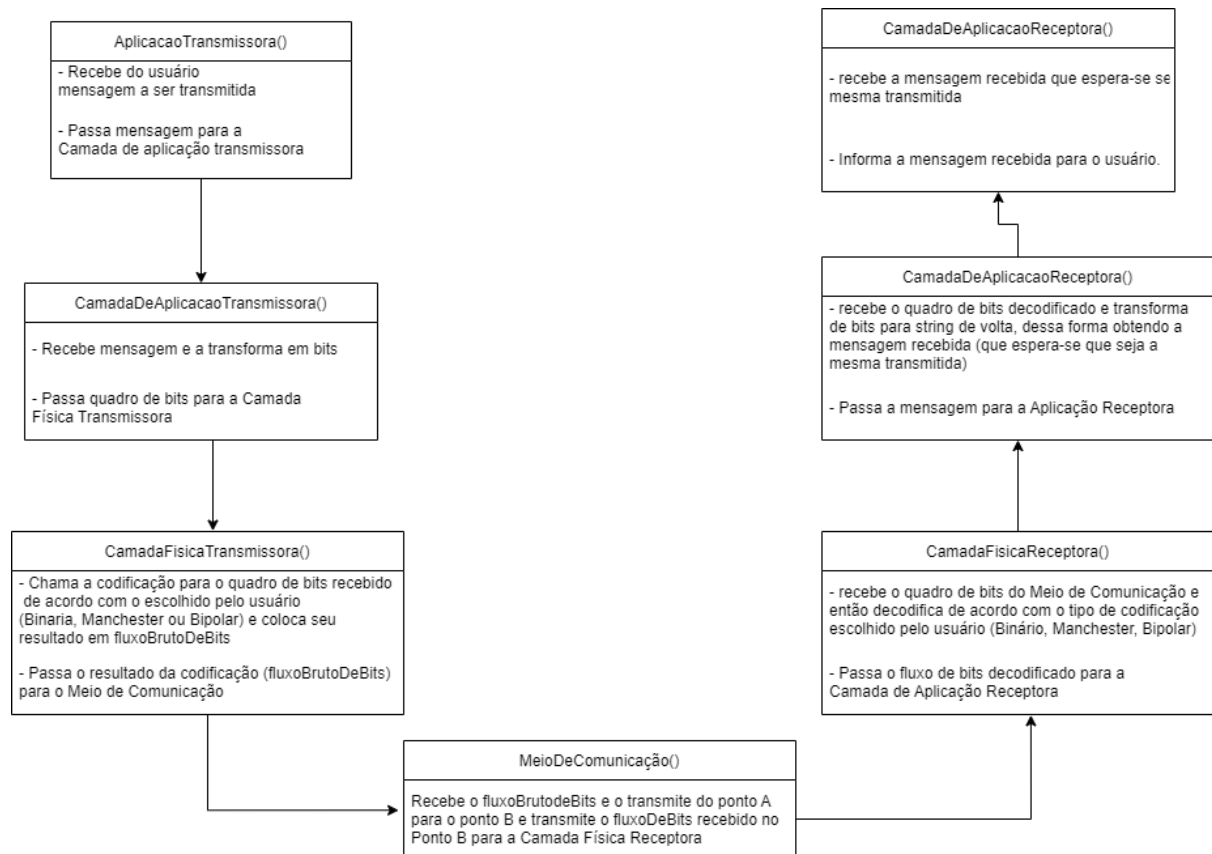 AplicacaoTransmissora()
- Recebe do usuário
mensagem a ser transmitida
- Passa mensagem para a
Camada de aplicação transmissora
CamadaDeAplicacaoTransmissora()
- Recebe mensagem e a transforma em bits
- Passa quadro de bits para a Camada
Física Transmissora
CamadaFisicaTransmissora()
- Chama a codificação para o quadro de bits recebido
de acordo com o escolhido pelo usuário
(Binaria, Manchester ou Bipolar) e coloca seu
resultado em fluxoBrutoDeBits
- Passa o resultado da codificação (fluxoBrutoDeBits)
para o Meio de Comunicação
MeioDeComunicação()
Recebe o fluxoBrutodeBits e o transmite do ponto A
para o ponto B e transmite o fluxoDeBits recebido no
Ponto B para a Camada Física Receptora
CamadaFisicaReceptora()
- recebe o quadro de bits do Meio de Comunicação e
então decodifica de acordo com o tipo de codificação
escolhido pelo usuário (Binário, Manchester, Bipolar)
- Passa o fluxo de bits decodificado para a
Camada de Aplicação Receptora
CamadaDeAplicacaoReceptora()
- recebe o quadro de bits decodificado e transforma
de bits para string de volta, dessa forma obtendo a
mensagem recebida (que espera-se que seja a
mesma transmitida)
- Passa a mensagem para a Aplicação Receptora
CamadaDeAplicacaoReceptora()
- recebe a mensagem recebida que espera-se se
mesma transmitida
- Informa a mensagem recebida para o usuário.